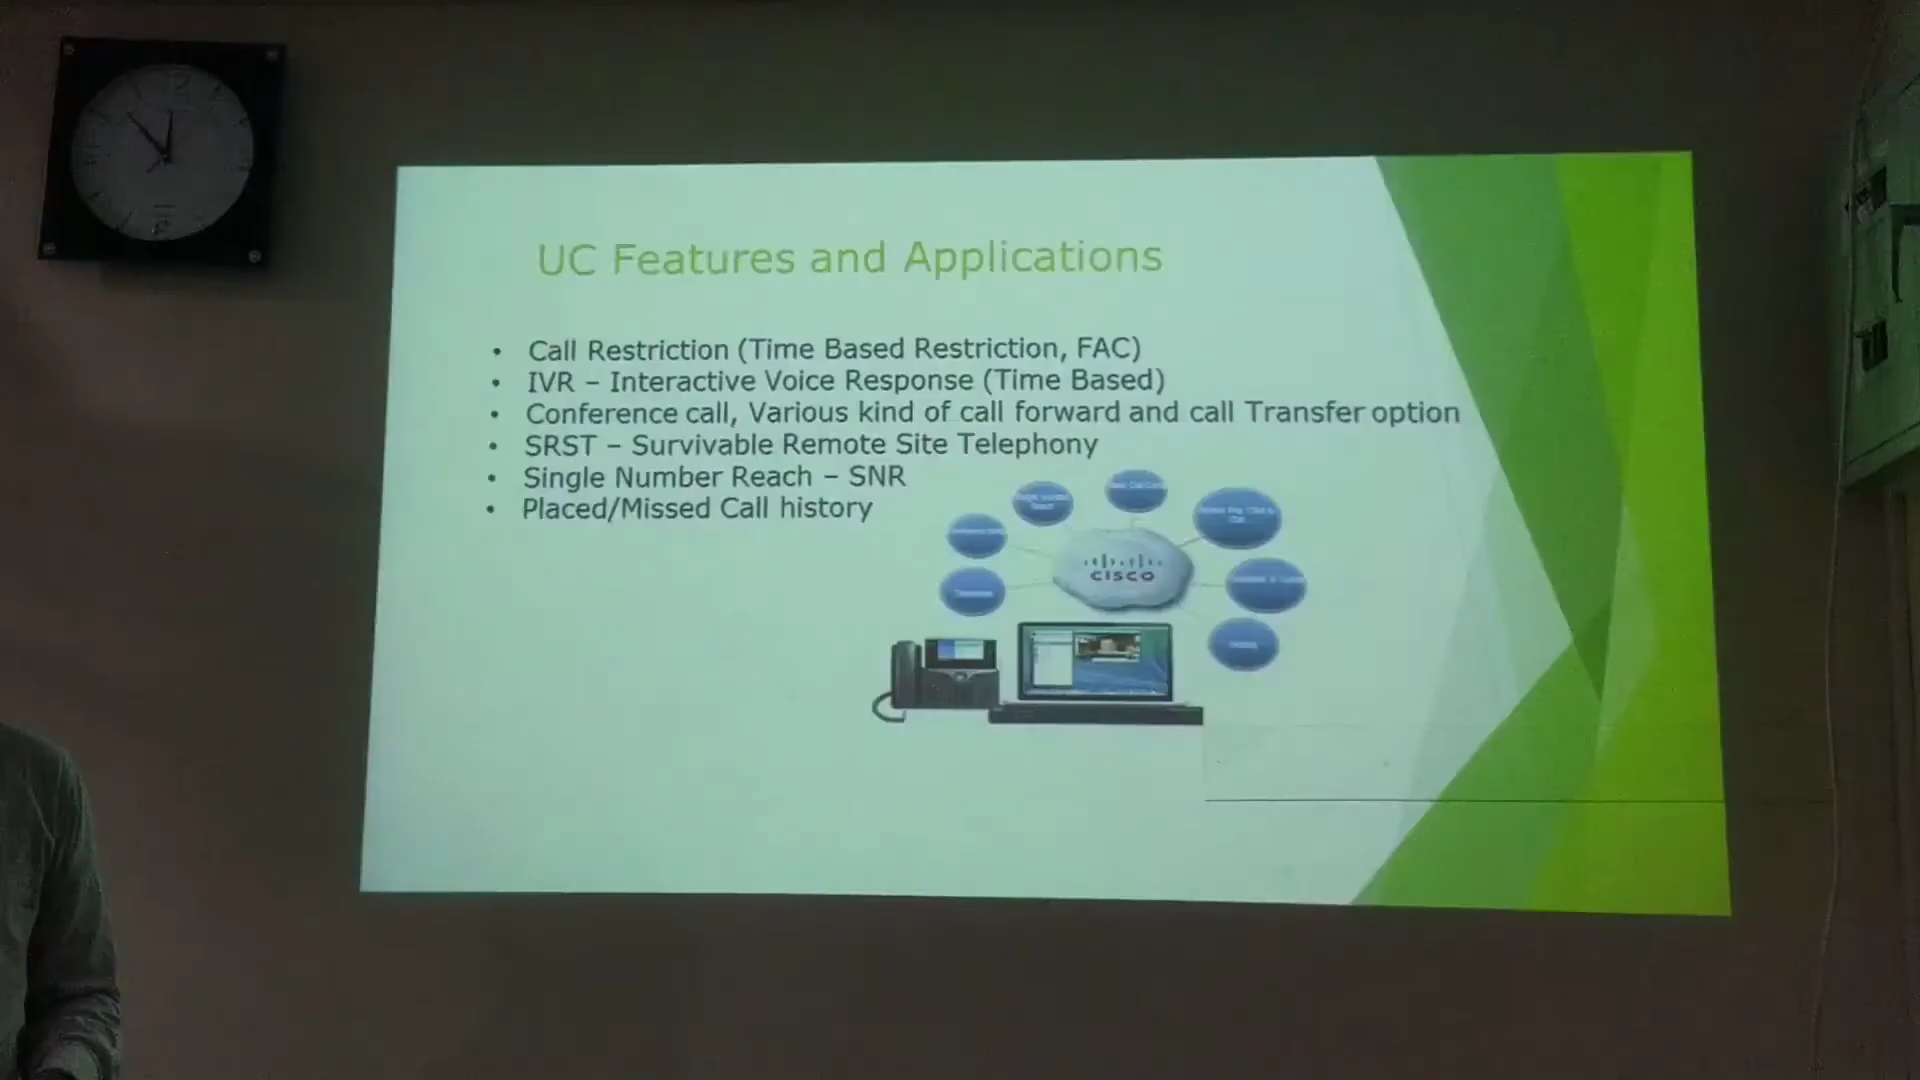 12
UC Features and Applications
• Call Restriction (Time Based Restriction, FAC)
• IVR – Interactive Voice Response (Time Based)
• Conference call, Various kind of call forward and call Transfer option
• SRST – Survivable Remote Site Telephony
• Single Number Reach – SNR
• Placed/Missed Call history
CISCO